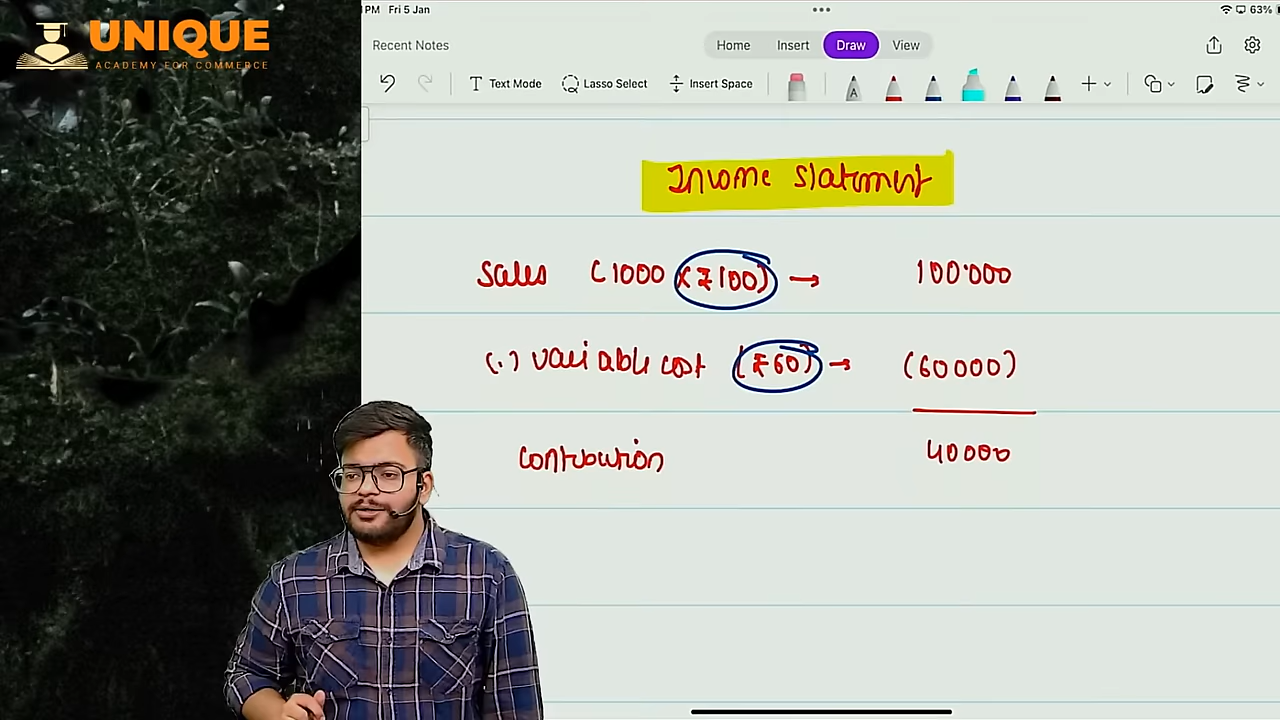 UNIQUE
ACADEMY FOR COMMERCE
PM Fri 5 Jan
63%
Recent Notes
Home Insert Draw View
Text Mode Lasso Select Insert Space
A
Income statement
Sales (1000 x ₹100) → 100.000
(-) variable cost (₹60) → (60000)
contribution 40000